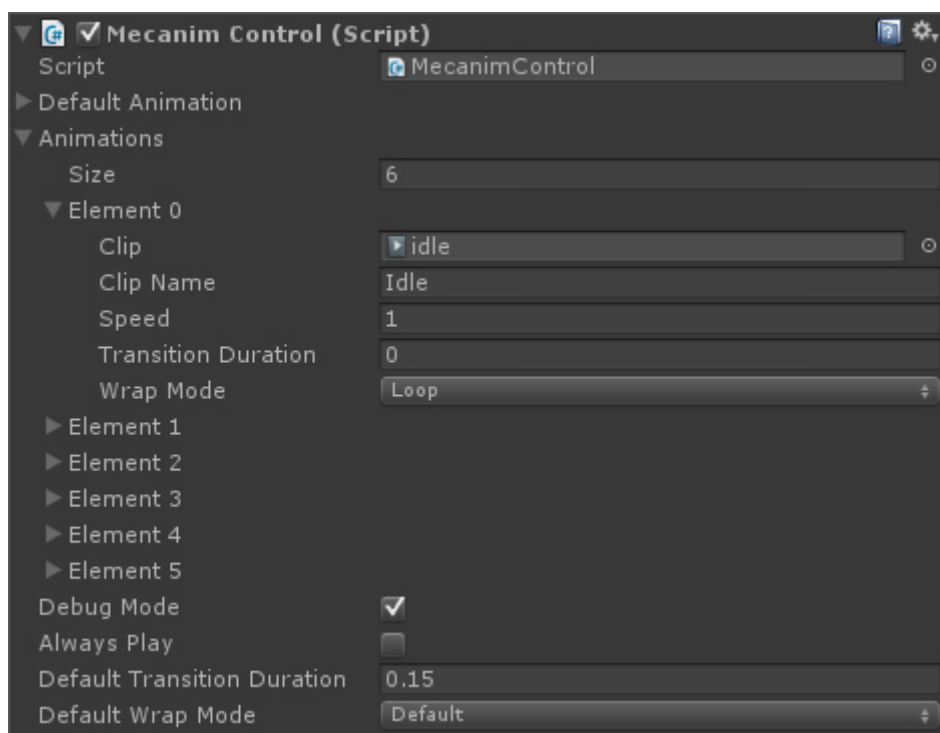 Mecanim Control (Script)
Script MecanimControl
Default Animation
Animations
Size 6
Element 0
Clip idle
Clip Name Idle
Speed 1
Transition Duration 0
Wrap Mode Loop
Element 1
Element 2
Element 3
Element 4
Element 5
Debug Mode
Always Play
Default Transition Duration 0.15
Default Wrap Mode Default